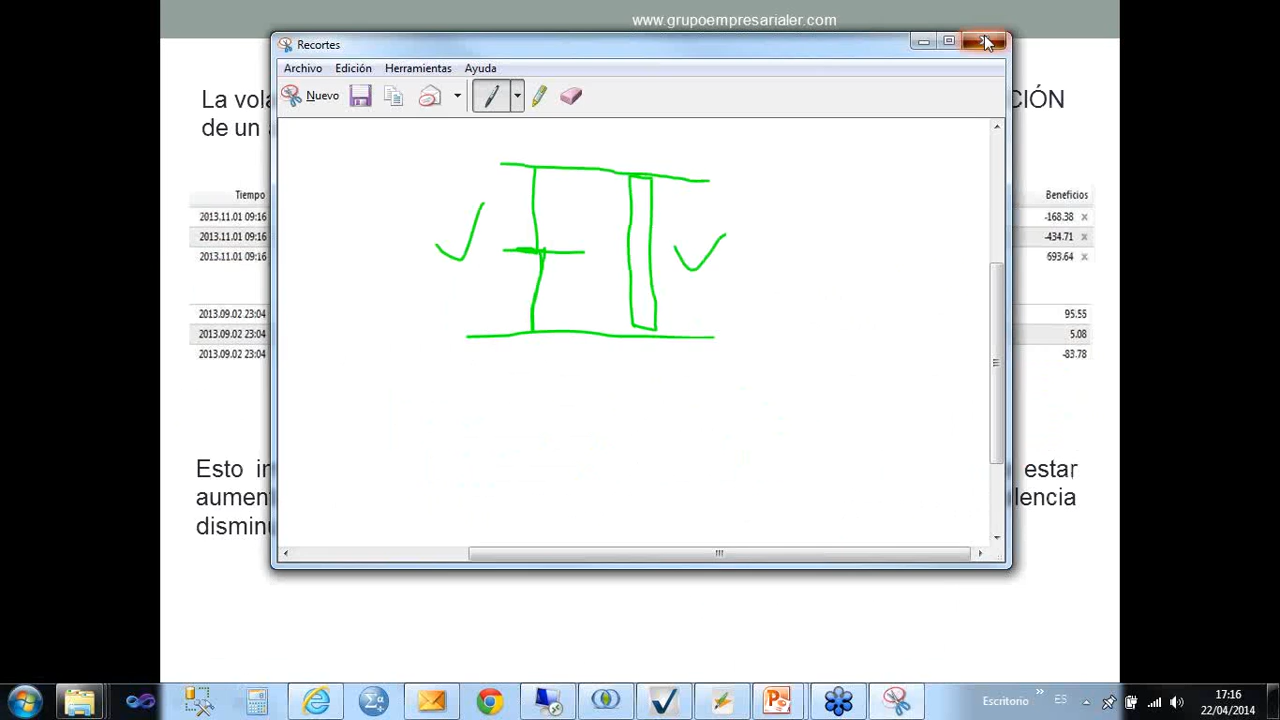 www.grupoempresarialer.com
Recortes
Archivo Edición Herramientas Ayuda
Nuevo
La
CIÓN
de un
Tiempo
Beneficios
2013.11.01 09:16
-168.38 ×
2013.11.01 09:16
-434.71 ×
2013.11.01 09:16
693.64 ×
2013.09.02 23:04
95.55
2013.09.02 23:04
5.08
2013.09.02 23:04
-83.78
Esto
estar
aumen
lencia
dismin
Escritorio
ES
17:16
22/04/2014